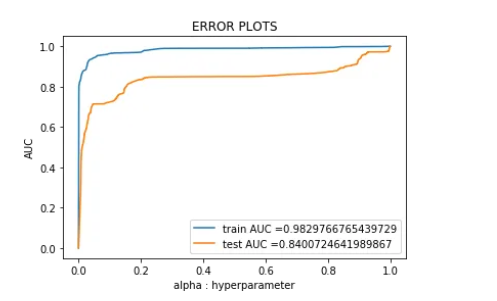 ERROR PLOTS
1.0
0.8
0.6
0.4
0.2
0.0
AUC
train AUC =0.9829766765439729
test AUC =0.8400724641989867
0.0 0.2 0.4 0.6 0.8 1.0
alpha : hyperparameter